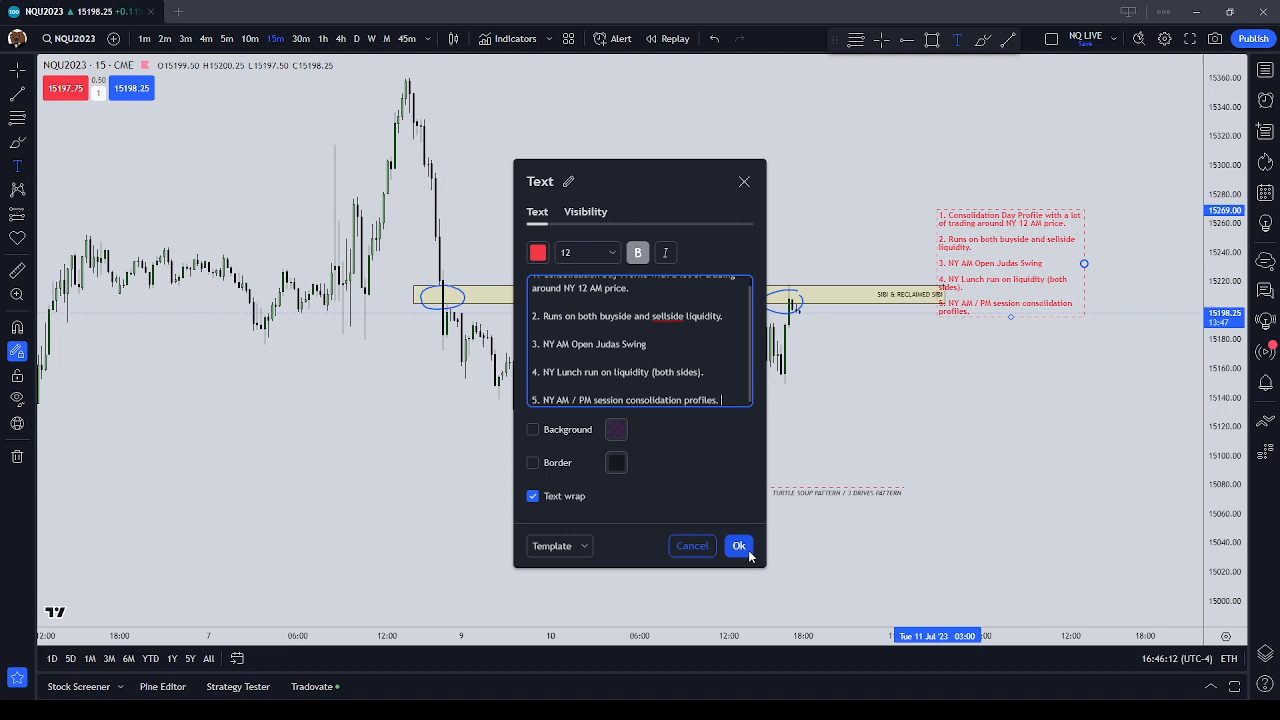 NQU2023 ▲ 15198.25 +0.11
NQU2023
1m 2m 3m 4m 5m 10m 15m 30m 1h 4h D W M 45m
Indicators
Alert
Replay
NQ LIVE
Save
Publish
NQU2023 · 15 · CME
O15199.50 H15200.25 L15197.50 C15198.25
15197.75
0.50
1
15198.25
Text
Text
Visibility
12
B
I
around NY 12 AM price.
2. Runs on both buyside and sellside liquidity.
3. NY AM Open Judas Swing
4. NY Lunch run on liquidity (both sides).
5. NY AM / PM session consolidation profiles.
Background
Border
Text wrap
Template
Cancel
Ok
1. Consolidation Day Profile with a lot
of trading around NY 12 AM price.
2. Runs on both buyside and sellside
liquidity.
3. NY AM Open Judas Swing
4. NY Lunch run on liquidity (both
sides).
5. NY AM / PM session consolidation
profiles.
SIBI & RECLAIMED SIBI
TURTLE SOUP PATTERN / 3 DRIVES PATTERN
15360.00
15340.00
15320.00
15300.00
15280.00
15269.00
15260.00
15240.00
15220.00
15200.00
15198.25
13:47
15180.00
15160.00
15140.00
15120.00
15100.00
15080.00
15060.00
15040.00
15020.00
15000.00
12:00
18:00
7
06:00
12:00
9
18:00
10
06:00
12:00
18:00
Tue 11 Jul '23 03:00
12:00
18:00
1D 5D 1M 3M 6M YTD 1Y 5Y All
16:46:12 (UTC-4) ETH
Stock Screener
Pine Editor
Strategy Tester
Tradovate